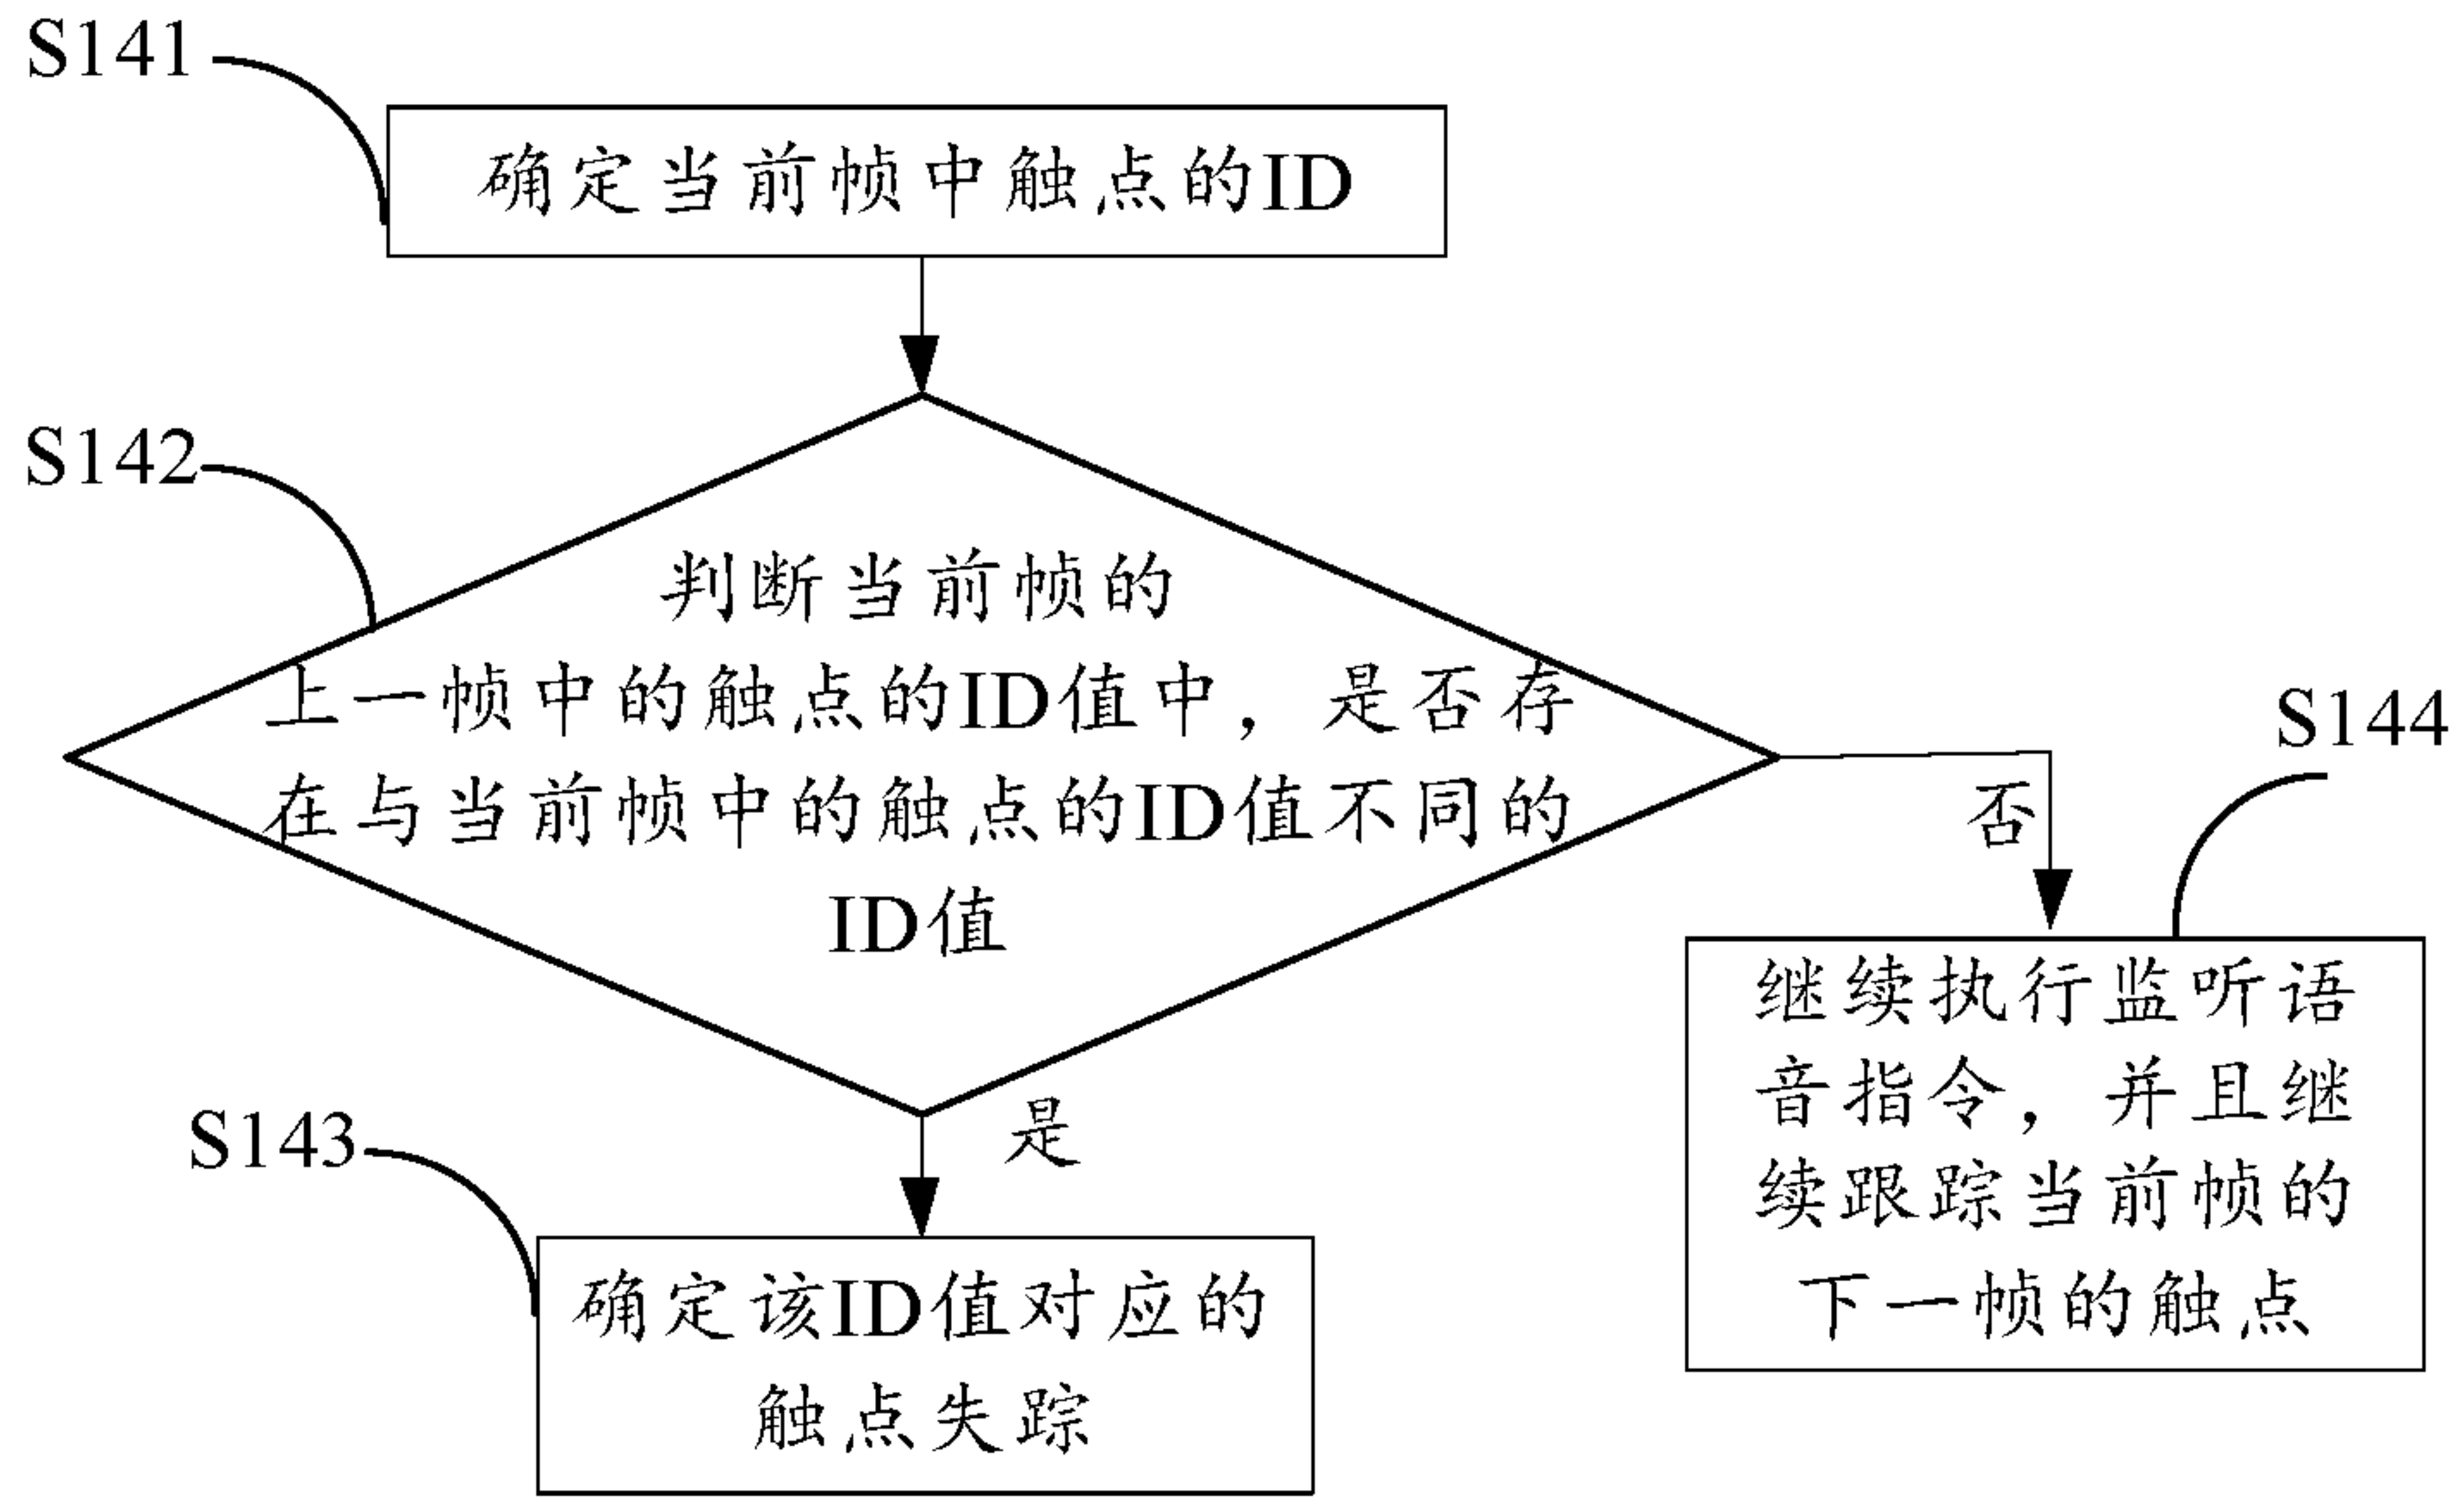 S141
确定当前帧中触点的ID
S142
判断当前帧的
上一帧中的触点的ID值中，是否存
在与当前帧中的触点的ID值不同的
ID值
S144
否
继续执行监听语
音指令，并且继
续跟踪当前帧的
下一帧的触点
是
S143
确定该ID值对应的
触点失踪